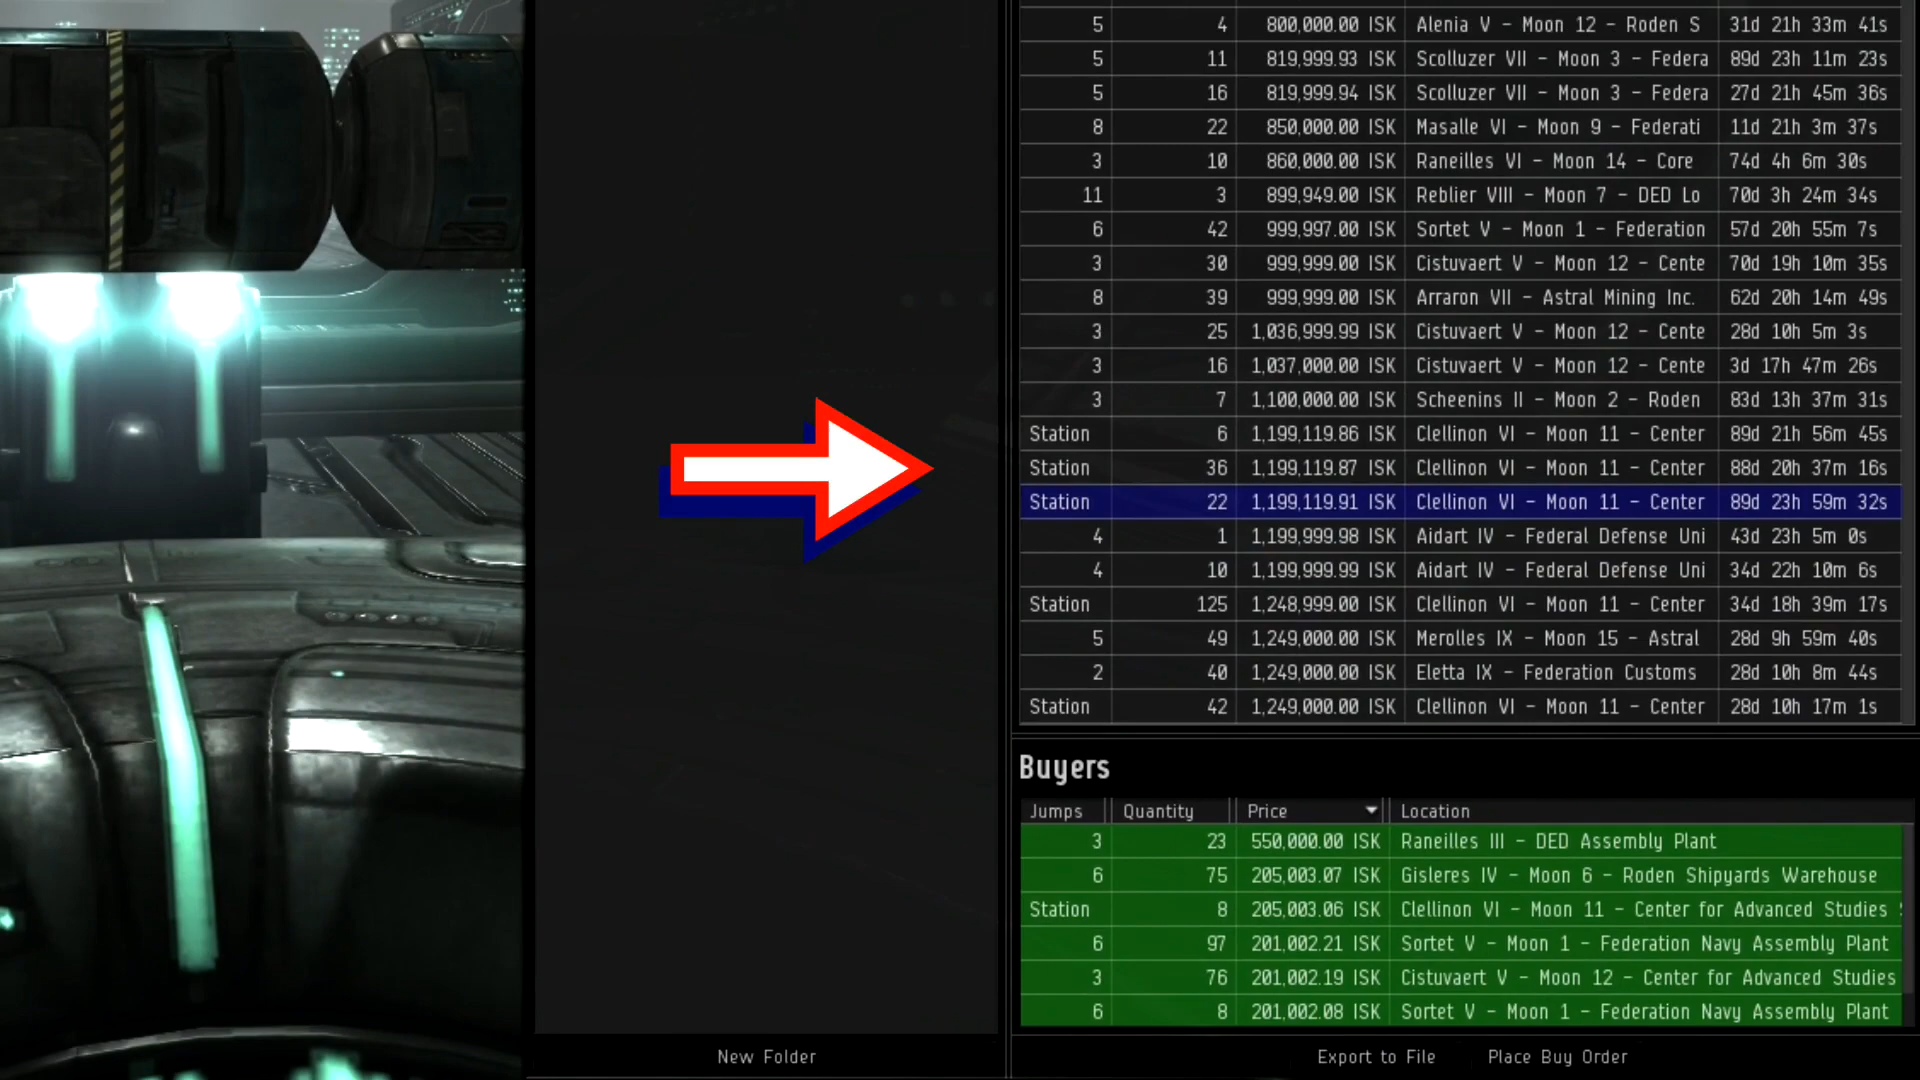 5 4 800,000.00 ISK Alenia V - Moon 12 - Roden S 31d 21h 33m 41s
5 11 819,999.93 ISK Scolluzer VII - Moon 3 - Federa 89d 23h 11m 23s
5 16 819,999.94 ISK Scolluzer VII - Moon 3 - Federa 27d 21h 45m 36s
8 22 850,000.00 ISK Masalle VI - Moon 9 - Federati 11d 21h 3m 37s
3 10 860,000.00 ISK Raneilles VI - Moon 14 - Core 74d 4h 6m 30s
11 3 899,949.00 ISK Reblier VIII - Moon 7 - DED Lo 70d 3h 24m 34s
6 42 999,997.00 ISK Sortet V - Moon 1 - Federation 57d 20h 55m 7s
3 30 999,999.00 ISK Cistuvaert V - Moon 12 - Cente 70d 19h 10m 35s
8 39 999,999.00 ISK Arraron VII - Astral Mining Inc. 62d 20h 14m 49s
3 25 1,036,999.99 ISK Cistuvaert V - Moon 12 - Cente 28d 10h 5m 3s
3 16 1,037,000.00 ISK Cistuvaert V - Moon 12 - Cente 3d 17h 47m 26s
3 7 1,100,000.00 ISK Scheenins II - Moon 2 - Roden 83d 13h 37m 31s
Station 6 1,199,119.86 ISK Clellinon VI - Moon 11 - Center 89d 21h 56m 45s
Station 36 1,199,119.87 ISK Clellinon VI - Moon 11 - Center 88d 20h 37m 16s
Station 22 1,199,119.91 ISK Clellinon VI - Moon 11 - Center 89d 23h 59m 32s
4 1 1,199,999.98 ISK Aidart IV - Federal Defense Uni 43d 23h 5m 0s
4 10 1,199,999.99 ISK Aidart IV - Federal Defense Uni 34d 22h 10m 6s
Station 125 1,248,999.00 ISK Clellinon VI - Moon 11 - Center 34d 18h 39m 17s
5 49 1,249,000.00 ISK Merolles IX - Moon 15 - Astral 28d 9h 59m 40s
2 40 1,249,000.00 ISK Eletta IX - Federation Customs 28d 10h 8m 44s
Station 42 1,249,000.00 ISK Clellinon VI - Moon 11 - Center 28d 10h 17m 1s
Buyers
Jumps Quantity Price Location
3 23 550,000.00 ISK Raneilles III - DED Assembly Plant
6 75 205,003.07 ISK Gisleres IV - Moon 6 - Roden Shipyards Warehouse
Station 8 205,003.06 ISK Clellinon VI - Moon 11 - Center for Advanced Studies
6 97 201,002.21 ISK Sortet V - Moon 1 - Federation Navy Assembly Plant
3 76 201,002.19 ISK Cistuvaert V - Moon 12 - Center for Advanced Studies
6 8 201,002.08 ISK Sortet V - Moon 1 - Federation Navy Assembly Plant
New Folder Export to File Place Buy Order